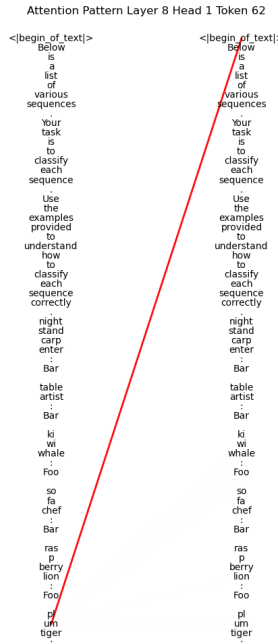 Attention Pattern Layer 8 Head 1 Token 62
<|begin_of_text|> <|begin_of_text|>
Below Below
is is
a a
list list
of of
various various
sequences sequences
. .
Your Your
task task
is is
to to
classify classify
each each
sequence sequence
. .
Use Use
the the
examples examples
provided provided
to to
understand understand
how how
to to
classify classify
each each
sequence sequence
correctly correctly
. .
night night
stand stand
carp carp
enter enter
: :
Bar Bar
table table
artist artist
: :
Bar Bar
ki ki
wi wi
whale whale
: :
Foo Foo
so so
fa fa
chef chef
: :
Bar Bar
ras ras
p p
berry berry
lion lion
: :
Foo Foo
pl pl
um um
tiger tiger
: :